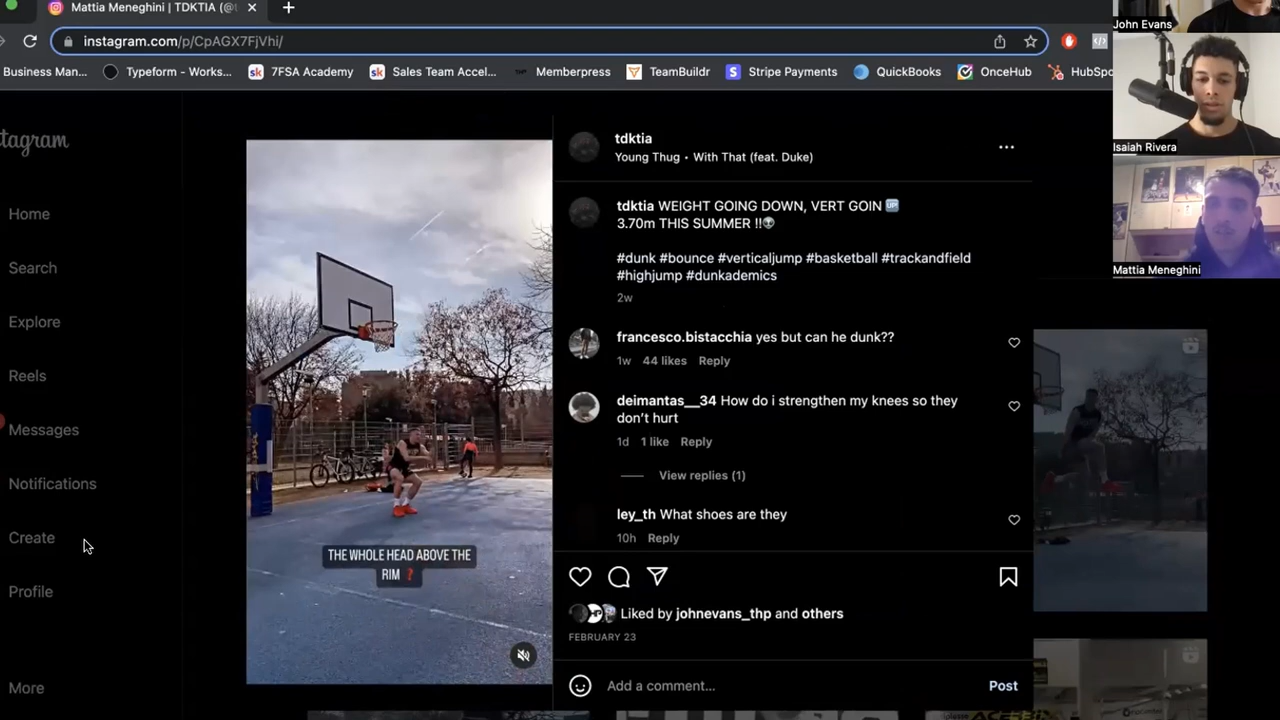 Mattia Meneghini | TDKTIA (@t
instagram.com/p/CpAGX7FjVhi/
Business Man...
Typeform - Works...
sk 7FSA Academy
sk Sales Team Accel...
Memberpress
TeamBuildr
S Stripe Payments
QuickBooks
OnceHub
HubSpo
tagram
Home
Search
Explore
Reels
Messages
Notifications
Create
Profile
More
THE WHOLE HEAD ABOVE THE
RIM ❓
tdktia
Young Thug • With That (feat. Duke)
tdktia WEIGHT GOING DOWN, VERT GOIN 🆙
3.70m THIS SUMMER !!👽
#dunk #bounce #verticaljump #basketball #trackandfield
#highjump #dunkademics
2w
francesco.bistacchia yes but can he dunk??
1w 44 likes Reply
deimantas__34 How do i strengthen my knees so they
don't hurt
1d 1 like Reply
View replies (1)
ley_th What shoes are they
10h Reply
Liked by johnevans_thp and others
FEBRUARY 23
Add a comment...
Post
John Evans
Isaiah Rivera
Mattia Meneghini